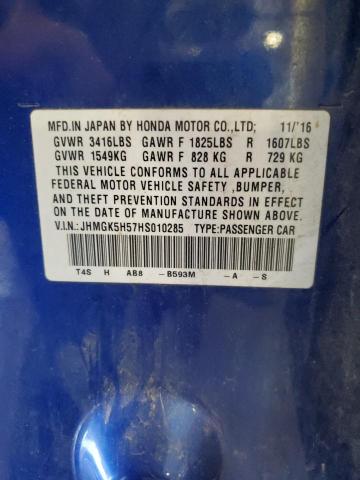 MFD.IN JAPAN BY HONDA MOTOR CO.,LTD; 11/'16
GVWR 3416LBS GAWR F 1825LBS R 1607LBS
GVWR 1549KG GAWR F 828 KG R 729 KG
THIS VEHICLE CONFORMS TO ALL APPLICABLE
FEDERAL MOTOR VEHICLE SAFETY ,BUMPER,
AND THEFT PREVENTION STANDARDS IN EFFECT
ON THE DATE OF MANUFACTURE SHOWN ABOVE.
V.I.N.: JHMGK5H57HS010285 TYPE:PASSENGER CAR
T4S H AB8 -B593M -A -S